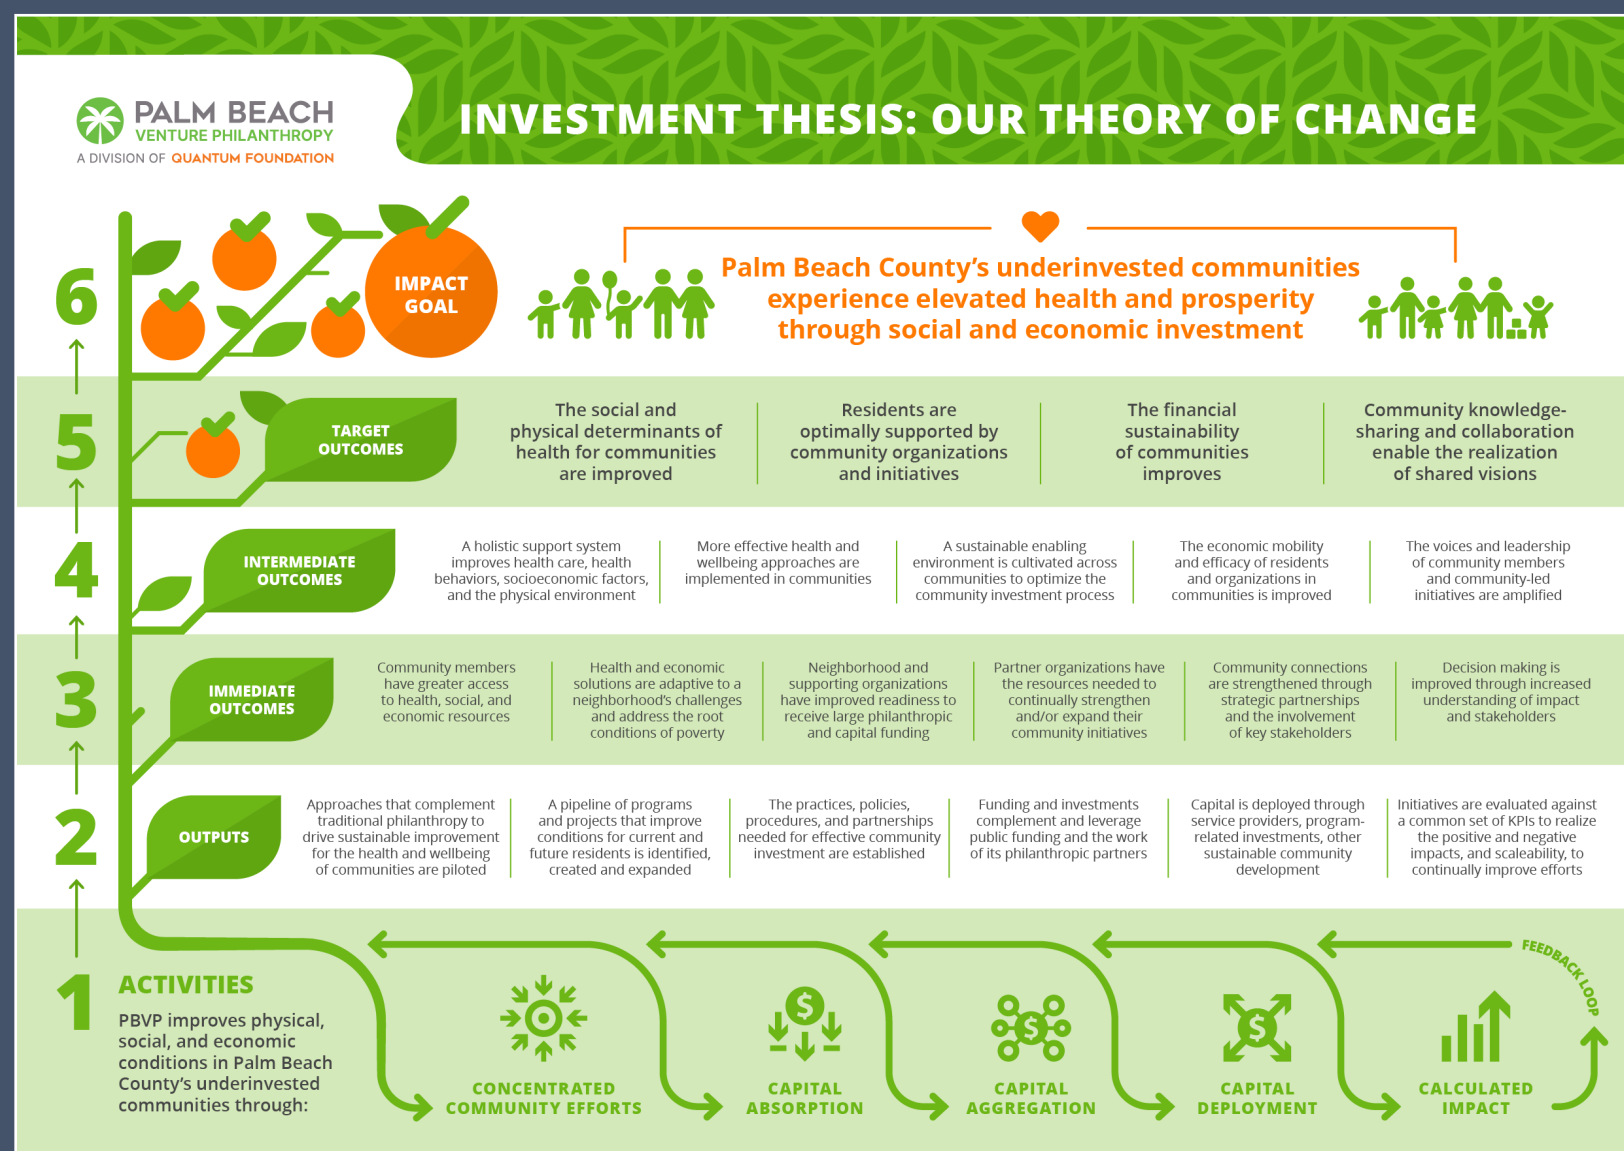 PALM BEACH
VENTURE PHILANTHROPY
A DIVISION OF QUANTUM FOUNDATION
INVESTMENT THESIS: OUR THEORY OF CHANGE
6
IMPACT
GOAL
Palm Beach County’s underinvested communities
experience elevated health and prosperity
through social and economic investment
5
TARGET
OUTCOMES
The social and
physical determinants of
health for communities
are improved
Residents are
optimally supported by
community organizations
and initiatives
The financial
sustainability
of communities
improves
Community knowledge-
sharing and collaboration
enable the realization
of shared visions
4
INTERMEDIATE
OUTCOMES
A holistic support system
improves health care, health
behaviors, socioeconomic factors,
and the physical environment
More effective health and
wellbeing approaches are
implemented in communities
A sustainable enabling
environment is cultivated across
communities to optimize the
community investment process
The economic mobility
and efficacy of residents
and organizations in
communities is improved
The voices and leadership
of community members
and community-led
initiatives are amplified
3
IMMEDIATE
OUTCOMES
Community members
have greater access
to health, social, and
economic resources
Health and economic
solutions are adaptive to a
neighborhood’s challenges
and address the root
conditions of poverty
Neighborhood and
supporting organizations
have improved readiness to
receive large philanthropic
and capital funding
Partner organizations have
the resources needed to
continually strengthen
and/or expand their
community initiatives
Community connections
are strengthened through
strategic partnerships
and the involvement
of key stakeholders
Decision making is
improved through increased
understanding of impact
and stakeholders
2
OUTPUTS
Approaches that complement
traditional philanthropy to
drive sustainable improvement
for the health and wellbeing
of communities are piloted
A pipeline of programs
and projects that improve
conditions for current and
future residents is identified,
created and expanded
The practices, policies,
procedures, and partnerships
needed for effective community
investment are established
Funding and investments
complement and leverage
public funding and the work
of its philanthropic partners
Capital is deployed through
service providers, program-
related investments, other
sustainable community
development
Initiatives are evaluated against
a common set of KPIs to realize
the positive and negative
impacts, and scaleability, to
continually improve efforts
1
ACTIVITIES
PBVP improves physical,
social, and economic
conditions in Palm Beach
County’s underinvested
communities through:
CONCENTRATED
COMMUNITY EFFORTS
$
CAPITAL
ABSORPTION
$
CAPITAL
AGGREGATION
$
CAPITAL
DEPLOYMENT
CALCULATED
IMPACT
FEEDBACK LOOP